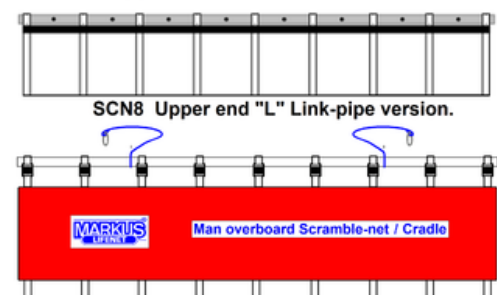 SCN8 Upper end "L" Link-pipe version.
MARKUS®
LIFENET
Man overboard Scramble-net / Cradle